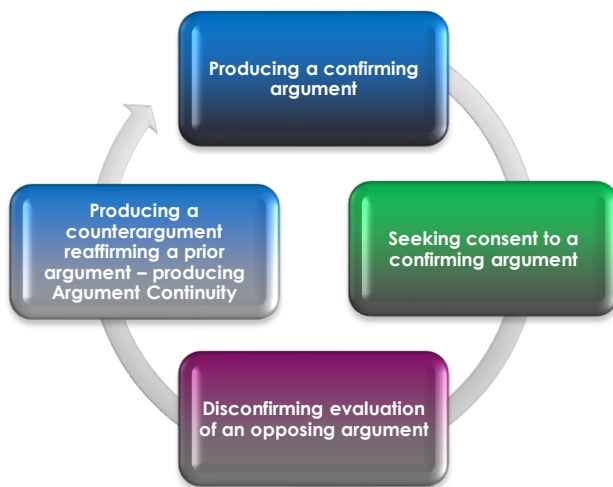 Producing a confirming
argument
Seeking consent to a
confirming argument
Disconfirming evaluation
of an opposing argument
Producing a
counterargument
reaffirming a prior
argument – producing
Argument Continuity